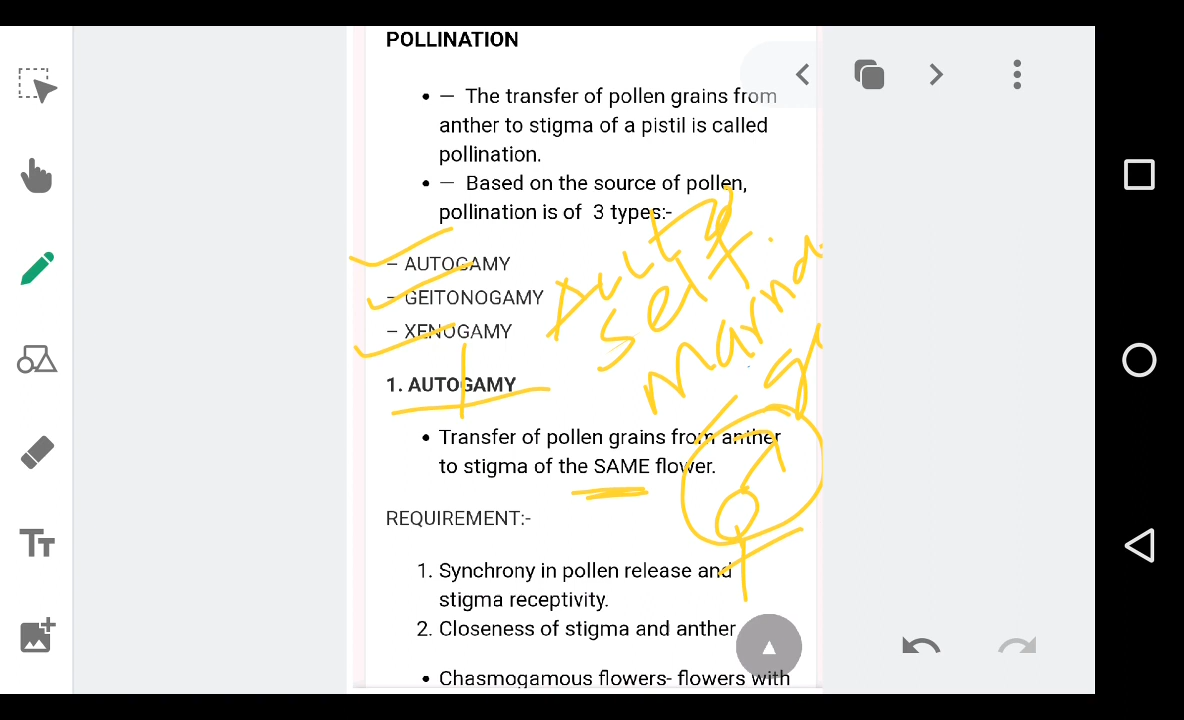 POLLINATION
• — The transfer of pollen grains from
anther to stigma of a pistil is called
pollination.
• — Based on the source of pollen,
pollination is of 3 types:-
– AUTOGAMY
– GEITONOGAMY
– XENOGAMY
Auto
self.
1. AUTOGAMY
• Transfer of pollen grains from anther
to stigma of the SAME flower.
REQUIREMENT:-
1. Synchrony in pollen release and
stigma receptivity.
2. Closeness of stigma and anther
• Chasmogamous flowers- flowers with
Tт